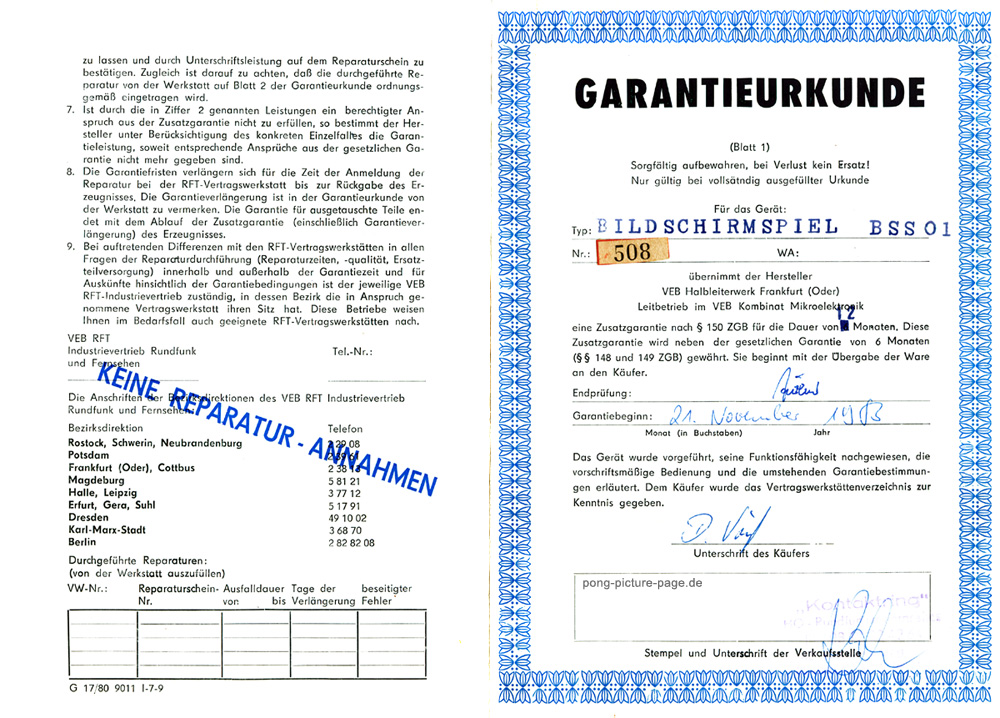 zu lassen und durch Unterschriftsleistung auf dem Reparaturschein zu
bestätigen. Zugleich ist darauf zu achten, daß die durchgeführte Re-
paratur von der Werkstatt auf Blatt 2 der Garantieurkunde ordnungs-
gemäß eingetragen wird.
7. Ist durch die in Ziffer 2 genannten Leistungen ein berechtigter An-
spruch aus der Zusatzgarantie nicht zu erfüllen, so bestimmt der Her-
steller unter Berücksichtigung des konkreten Einzelfalles die Garan-
tieleistung, soweit entsprechende Ansprüche aus der gesetzlichen Ga-
rantie nicht mehr gegeben sind.
8. Die Garantiefristen verlängern sich für die Zeit der Anmeldung der
Reparatur bei der RFT-Vertragswerkstatt bis zur Rückgabe des Er-
zeugnisses. Die Garantieverlängerung ist in der Garantieurkunde von
der Werkstatt zu vermerken. Die Garantie für ausgetauschte Teile en-
det mit dem Ablauf der Zusatzgarantie (einschließlich Garantiever-
längerung) des Erzeugnisses.
9. Bei auftretenden Differenzen mit den RFT-Vertragswerkstätten in allen
Fragen der Reparaturdurchführung (Reparaturzeiten, -qualität, Ersatz-
teilversorgung) innerhalb und außerhalb der Garantiezeit und für
Auskünfte hinsichtlich der Garantiebedingungen ist der jeweilige VEB
RFT-Industrievertrieb zuständig, in dessen Bezirk die in Anspruch ge-
nommene Vertragswerkstatt ihren Sitz hat. Diese Betriebe weisen
Ihnen im Bedarfsfall auch geeignete RFT-Vertragswerkstätten nach.
VEB RFT
Industrievertrieb Rundfunk Tel.-Nr.:
und Fernsehen
KEINE REPARATUR-ANNAHMEN
Die Anschriften der Bezirksdirektionen des VEB RFT Industrievertrieb
Rundfunk und Fernsehen:
Bezirksdirektion Telefon
Rostock, Schwerin, Neubrandenburg
Potsdam
Frankfurt (Oder), Cottbus
Magdeburg 5 81 21
Halle, Leipzig 3 77 12
Erfurt, Gera, Suhl 5 17 91
Dresden 49 10 02
Karl-Marx-Stadt 3 68 70
Berlin 2 82 82 08
Durchgeführte Reparaturen:
(von der Werkstatt auszufüllen)
VW-Nr.: Reparaturschein- Ausfalldauer Tage der beseitigter
Nr. von bis Verlängerung Fehler
G 17/80 9011 I-7-9
GARANTIEURKUNDE
(Blatt 1)
Sorgfältig aufbewahren, bei Verlust kein Ersatz!
Nur gültig bei vollsätndig ausgefüllter Urkunde
Für das Gerät:
Typ: BILDSCHIRMSPIEL BSS 01
Nr.: 508 WA:
übernimmt der Hersteller
VEB Halbleiterwerk Frankfurt (Oder)
Leitbetrieb im VEB Kombinat Mikroelektronik
eine Zusatzgarantie nach § 150 ZGB für die Dauer von 12 Monaten. Diese
Zusatzgarantie wird neben der gesetzlichen Garantie von 6 Monaten
(§§ 148 und 149 ZGB) gewährt. Sie beginnt mit der Übergabe der Ware
an den Käufer.
Endprüfung:
Garantiebeginn: 21. November 1983
Monat (in Buchstaben) Jahr
Das Gerät wurde vorgeführt, seine Funktionsfähigkeit nachgewiesen, die
vorschriftsmäßige Bedienung und die umstehenden Garantiebestimmun-
gen erläutert. Dem Käufer wurde das Vertragswerkstättenverzeichnis zur
Kenntnis gegeben.
Unterschrift des Käufers
pong-picture-page.de
„Kontaktring"
Stempel und Unterschrift der Verkaufsstelle